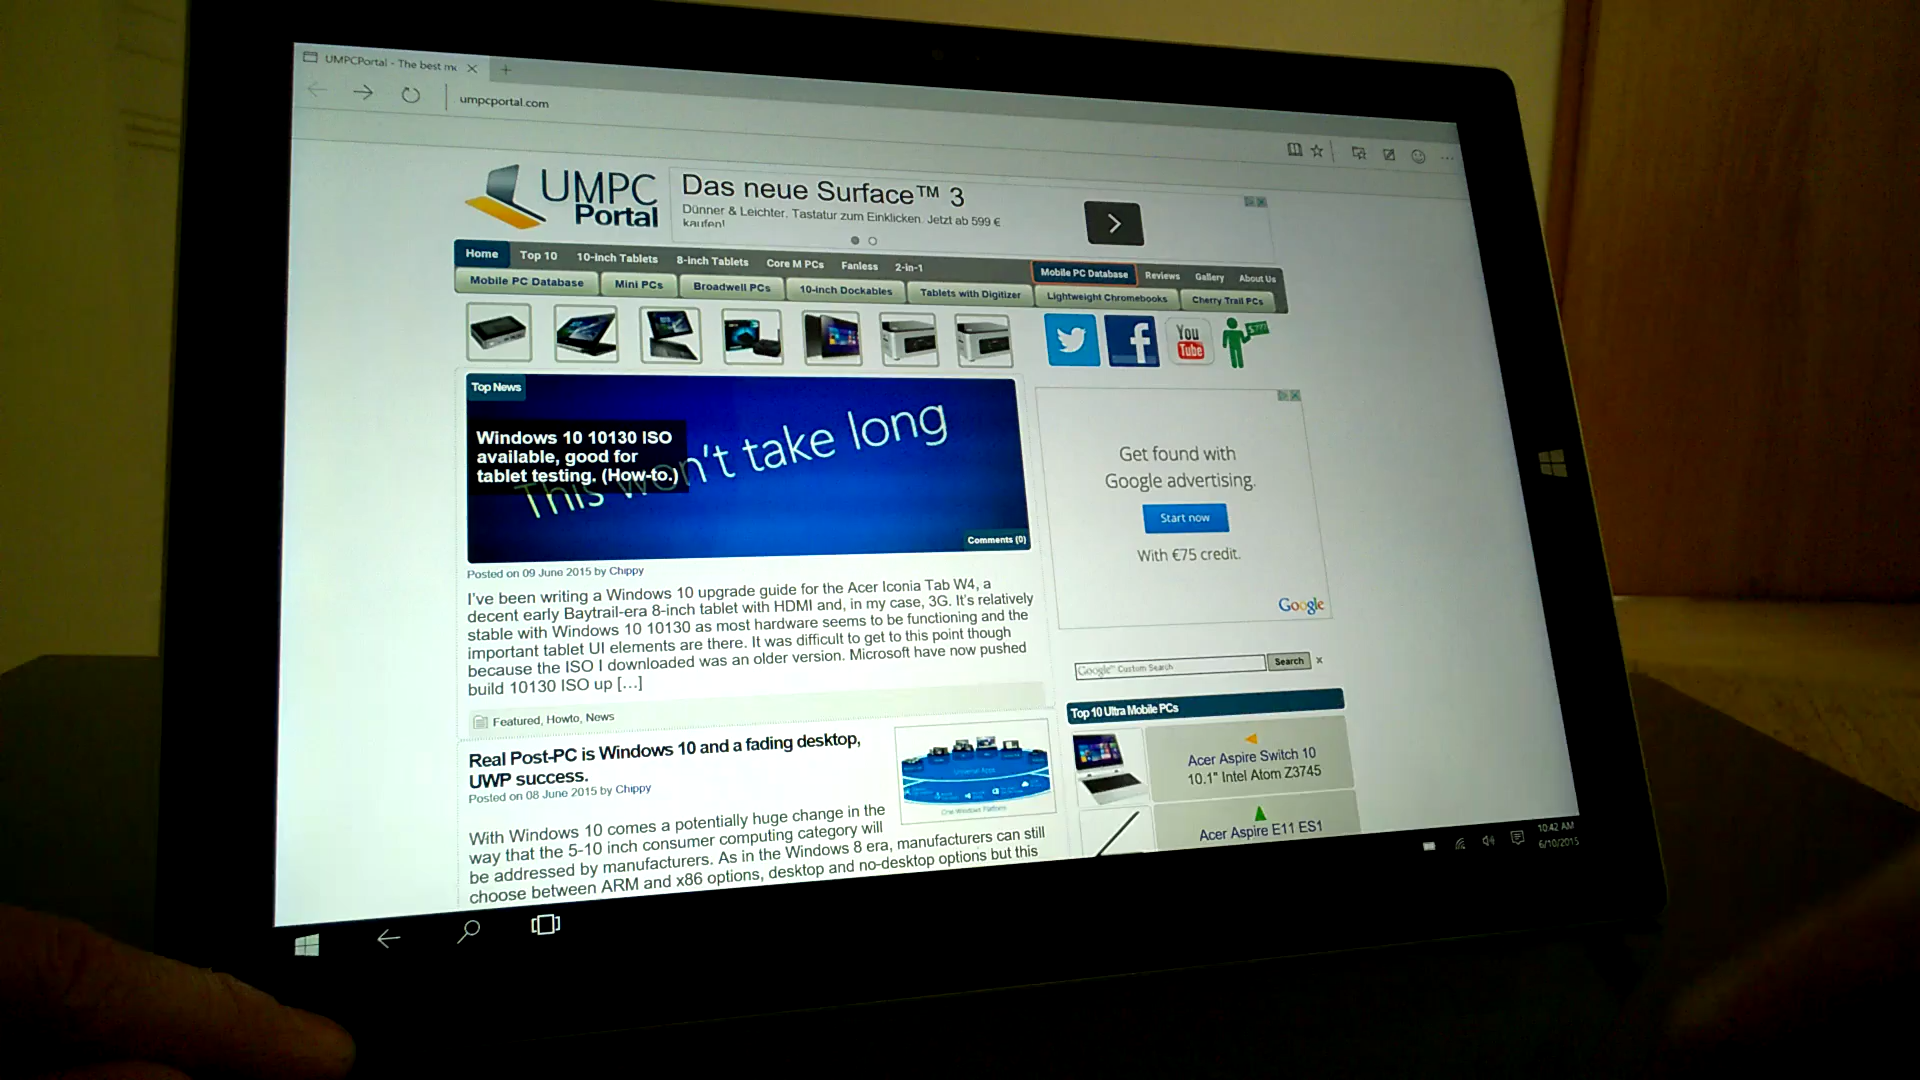 UMPCPortal - The best mo
umpcportal.com
UMPC
Portal
Das neue Surface™ 3
Dünner & Leichter. Tastatur zum Einklicken. Jetzt ab 599 €
kaufen!
Home Top 10 10-inch Tablets 8-inch Tablets Core M PCs Fanless 2-in-1 Mobile PC Database Reviews Gallery About Us
Mobile PC Database Mini PCs Broadwell PCs 10-inch Dockables Tablets with Digitizer Lightweight Chromebooks Cherry Trail PCs
You
Tube
Top News
This won't take long
Windows 10 10130 ISO
available, good for
tablet testing. (How-to.)
Comments (0)
Posted on 09 June 2015 by Chippy
I've been writing a Windows 10 upgrade guide for the Acer Iconia Tab W4, a
decent early Baytrail-era 8-inch tablet with HDMI and, in my case, 3G. It's relatively
stable with Windows 10 10130 as most hardware seems to be functioning and the
important tablet UI elements are there. It was difficult to get to this point though
because the ISO I downloaded was an older version. Microsoft have now pushed
build 10130 ISO up [...]
Featured, Howto, News
Real Post-PC is Windows 10 and a fading desktop,
UWP success.
Posted on 08 June 2015 by Chippy
Universal Apps
One Windows Platform
With Windows 10 comes a potentially huge change in the
way that the 5-10 inch consumer computing category will
be addressed by manufacturers. As in the Windows 8 era, manufacturers can still
choose between ARM and x86 options, desktop and no-desktop options but this
Get found with
Google advertising.
Start now
With €75 credit.
Google
Google™ Custom Search
Search x
Top 10 Ultra Mobile PCs
Acer Aspire Switch 10
10.1" Intel Atom Z3745
Acer Aspire E11 ES1
10:42 AM
6/10/2015